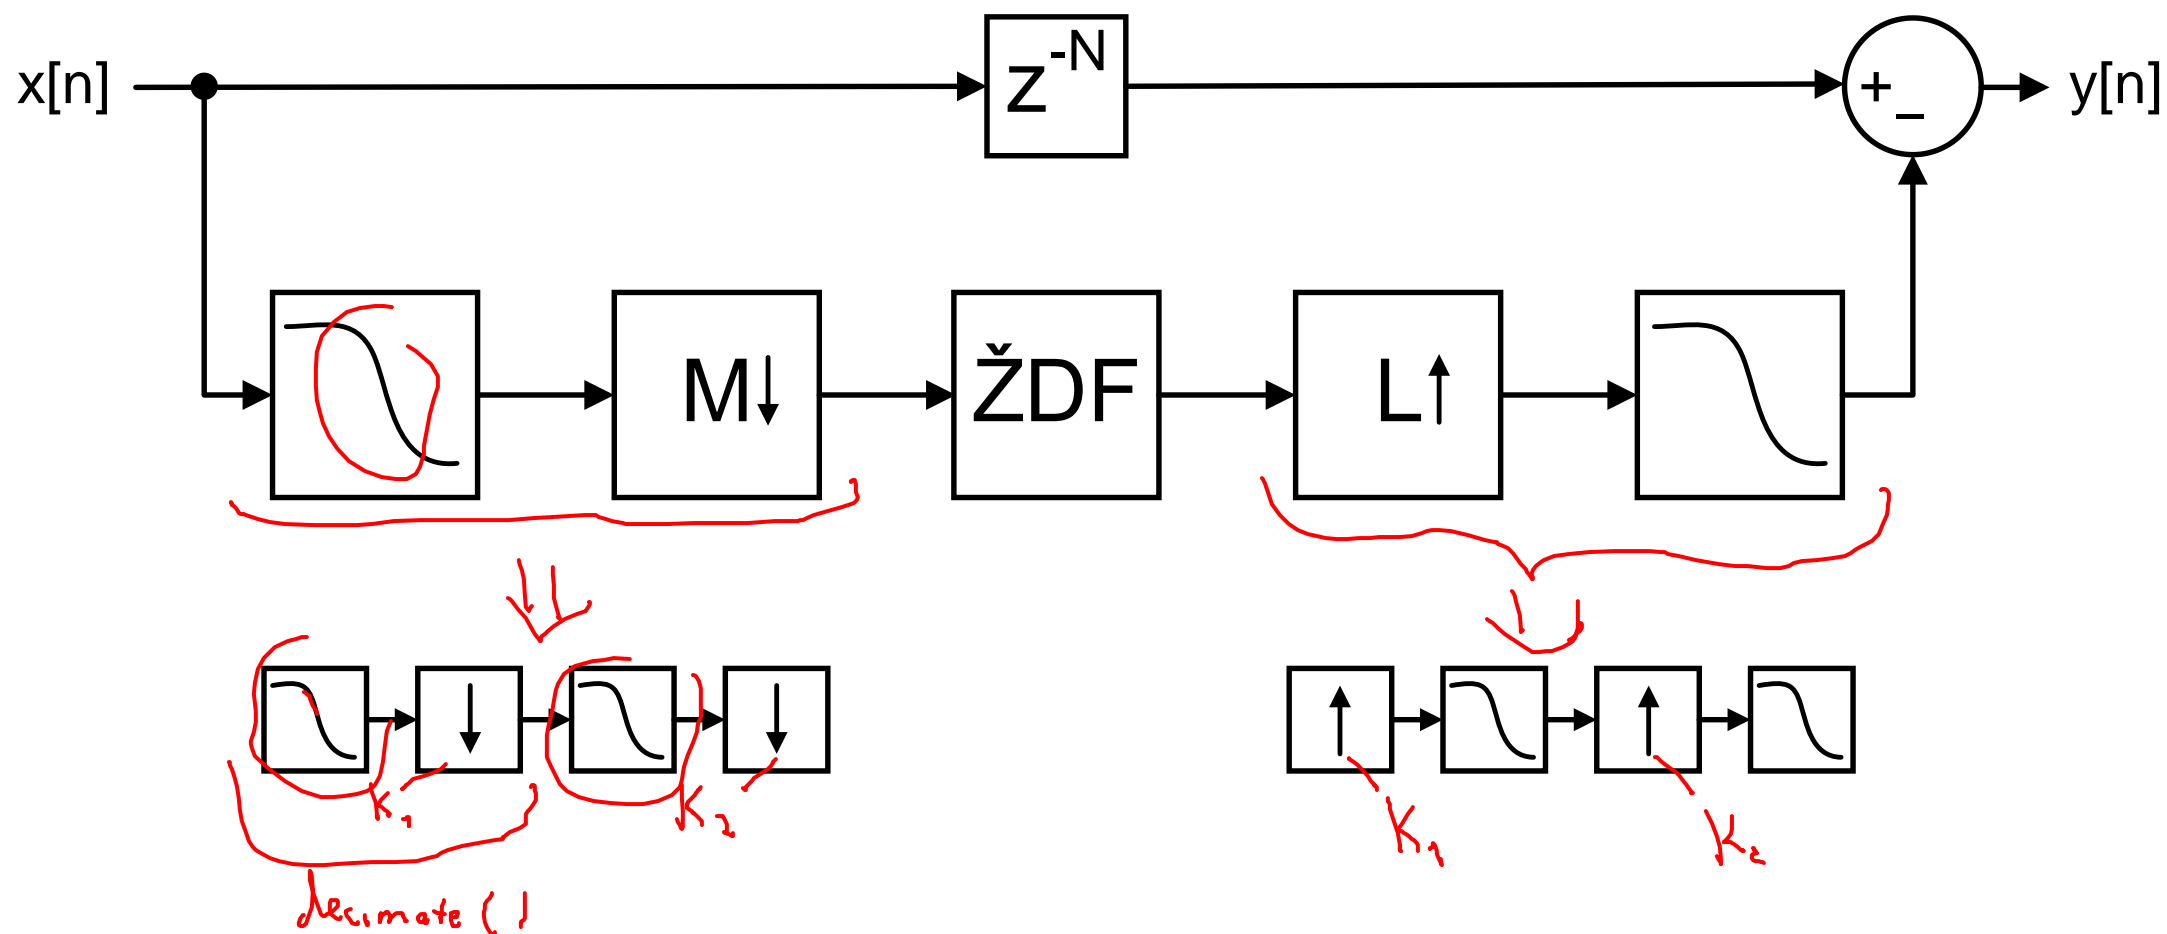 x[n]
z^-N
+
−
y[n]
M↓
ŽDF
L↑
K1
K2
K1
K2
decimate ( )